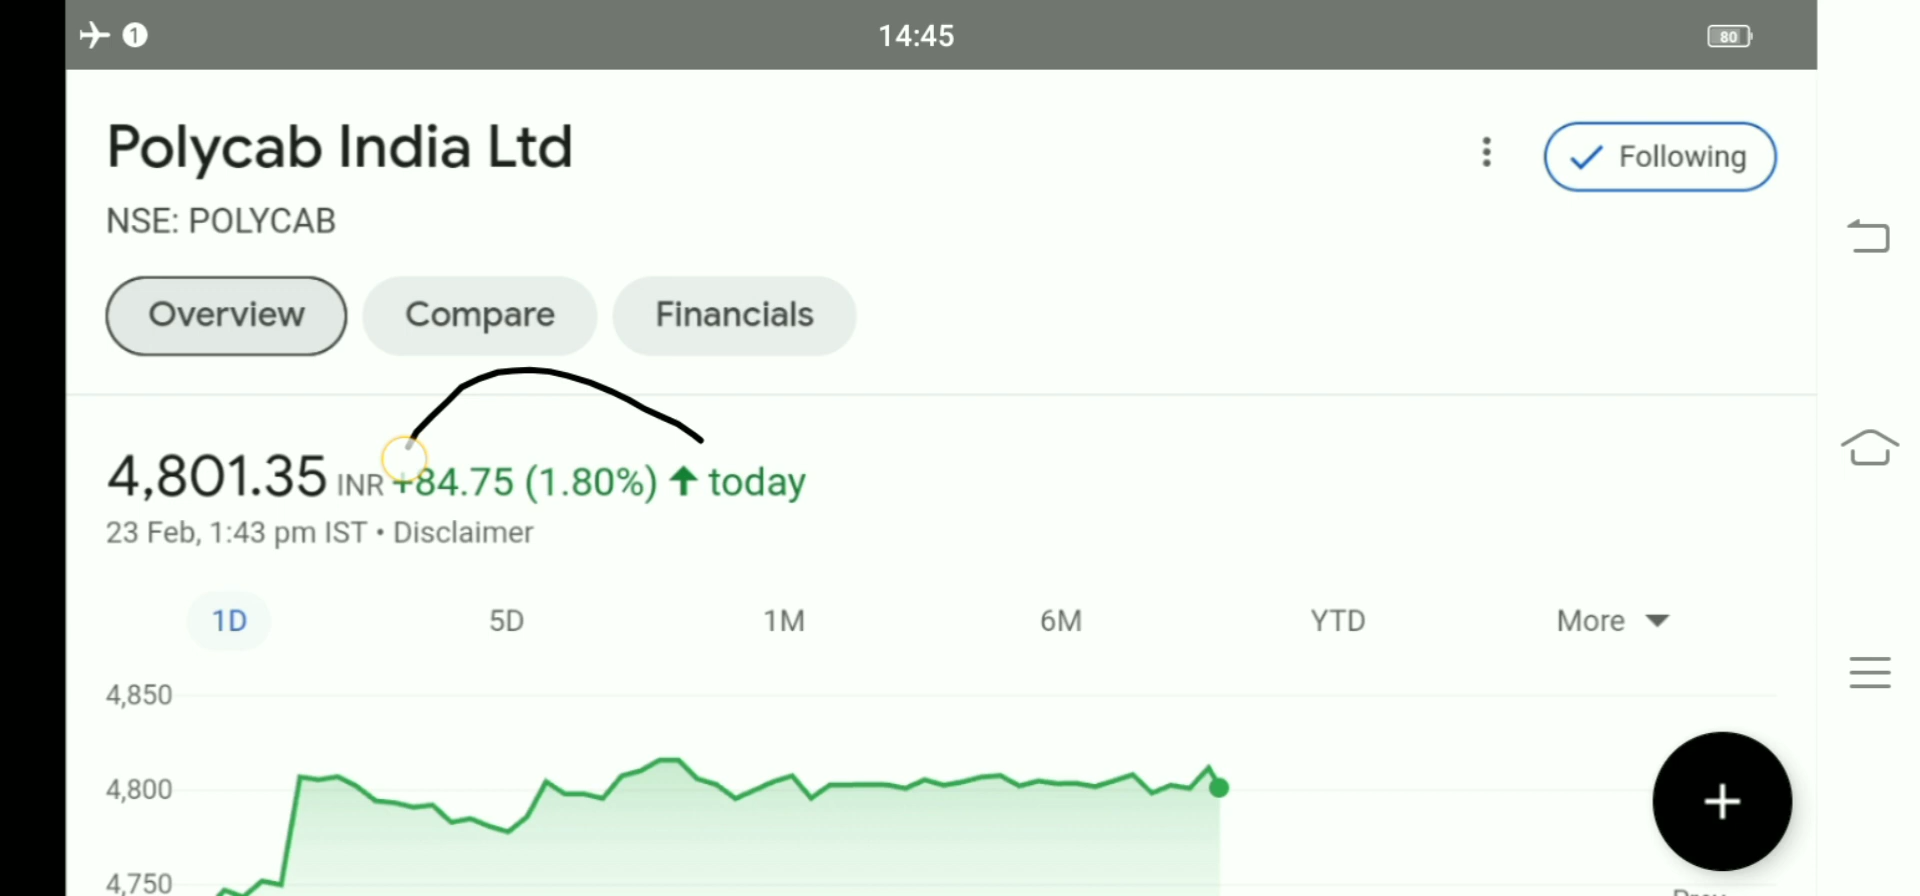 1
14:45
80
Polycab India Ltd
Following
NSE: POLYCAB
Overview
Compare
Financials
4,801.35 INR +84.75 (1.80%) ↑ today
23 Feb, 1:43 pm IST • Disclaimer
1D
5D
1M
6M
YTD
More
4,850
4,800
4,750